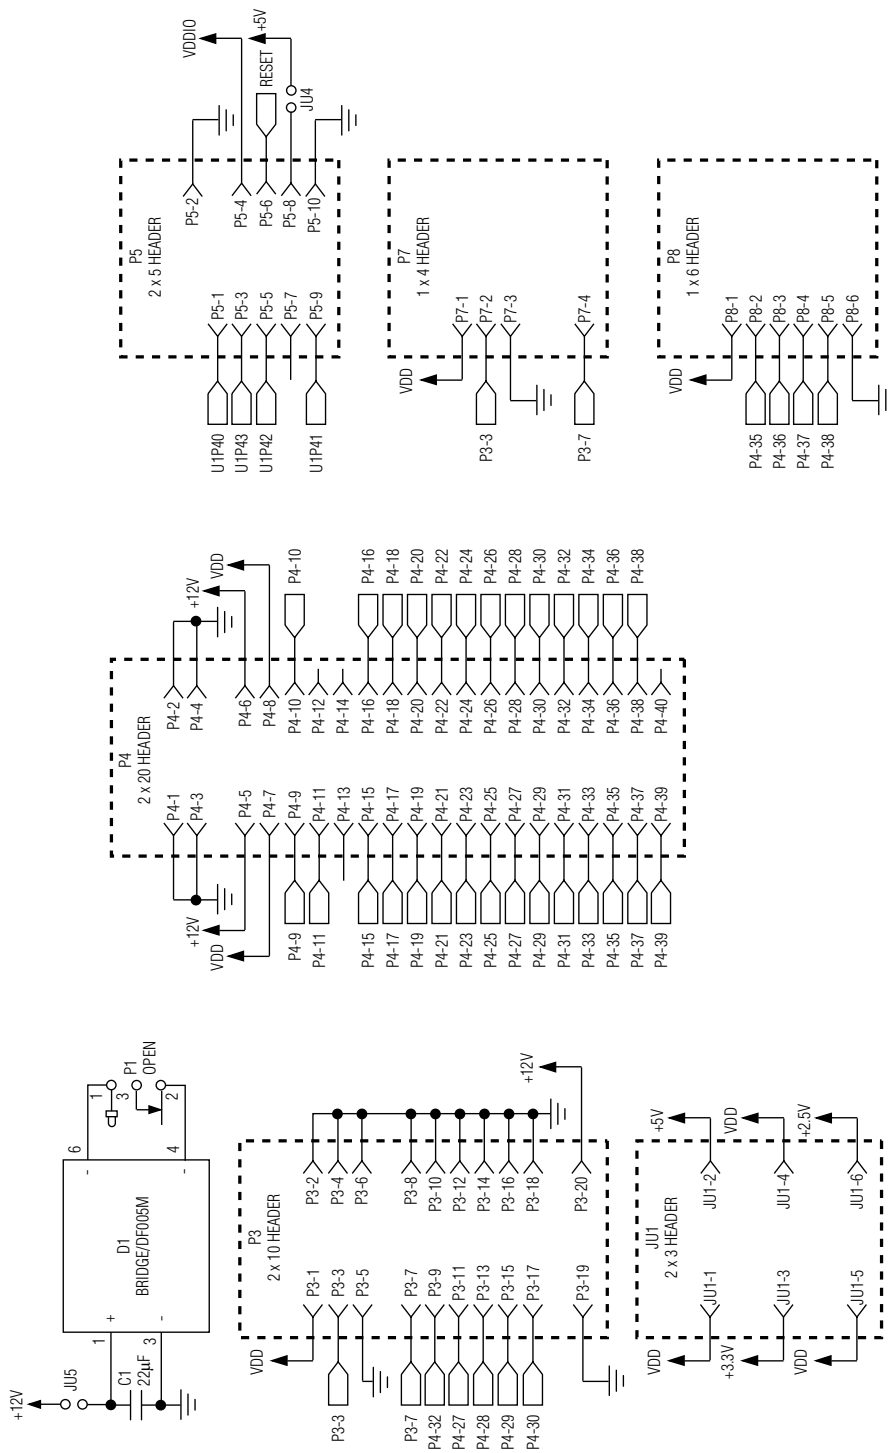 +12V
JU5
C1
22µF
1
3
+
-
D1
BRIDGE/DF005M
-
-
6
4
1
3
2
P1
OPEN
P3
2 x 10 HEADER
VDD
P3-3
P3-7
P4-32
P4-27
P4-28
P4-29
P4-30
P3-1
P3-3
P3-5
P3-7
P3-9
P3-11
P3-13
P3-15
P3-17
P3-19
P3-2
P3-4
P3-6
P3-8
P3-10
P3-12
P3-14
P3-16
P3-18
P3-20
+12V
JU1
2 x 3 HEADER
VDD
+3.3V
VDD
JU1-1
JU1-3
JU1-5
JU1-2
JU1-4
JU1-6
+5V
VDD
+2.5V
P4
2 x 20 HEADER
+12V
VDD
P4-9
P4-11
P4-15
P4-17
P4-19
P4-21
P4-23
P4-25
P4-27
P4-29
P4-31
P4-33
P4-35
P4-37
P4-39
P4-1
P4-3
P4-5
P4-7
P4-9
P4-11
P4-13
P4-15
P4-17
P4-19
P4-21
P4-23
P4-25
P4-27
P4-29
P4-31
P4-33
P4-35
P4-37
P4-39
P4-2
P4-4
P4-6
P4-8
P4-10
P4-12
P4-14
P4-16
P4-18
P4-20
P4-22
P4-24
P4-26
P4-28
P4-30
P4-32
P4-34
P4-36
P4-38
P4-40
+12V
VDD
P4-10
P4-16
P4-18
P4-20
P4-22
P4-24
P4-26
P4-28
P4-30
P4-32
P4-34
P4-36
P4-38
P5
2 x 5 HEADER
U1P40
U1P43
U1P42
U1P41
P5-1
P5-3
P5-5
P5-7
P5-9
P5-2
P5-4
P5-6
P5-8
P5-10
VDDIO
+5V
RESET
JU4
P7
1 x 4 HEADER
VDD
P3-3
P3-7
P7-1
P7-2
P7-3
P7-4
P8
1 x 6 HEADER
VDD
P4-35
P4-36
P4-37
P4-38
P8-1
P8-2
P8-3
P8-4
P8-5
P8-6